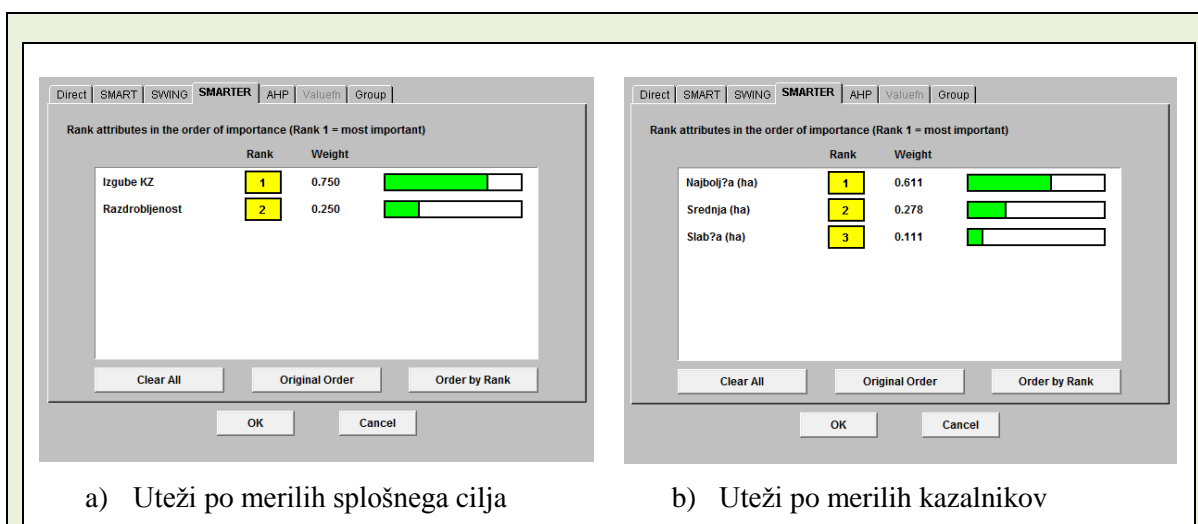 Direct SMART SWING SMARTER AHP Valuefn Group
Rank attributes in the order of importance (Rank 1 = most important)
Rank Weight
Izgube KZ 1 0.750
Razdrobljenost 2 0.250
Clear All Original Order Order by Rank
OK Cancel
a) Uteži po merilih splošnega cilja
Direct SMART SWING SMARTER AHP Valuefn Group
Rank attributes in the order of importance (Rank 1 = most important)
Rank Weight
Najbolj?a (ha) 1 0.611
Srednja (ha) 2 0.278
Slab?a (ha) 3 0.111
Clear All Original Order Order by Rank
OK Cancel
b) Uteži po merilih kazalnikov